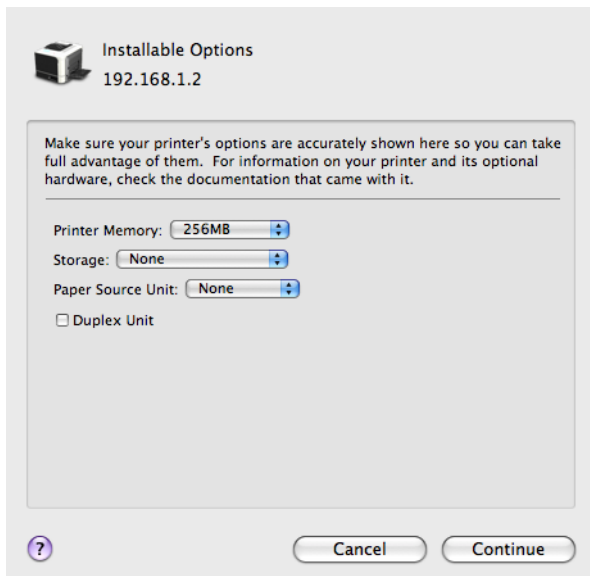 Installable Options
192.168.1.2
Make sure your printer's options are accurately shown here so you can take
full advantage of them. For information on your printer and its optional
hardware, check the documentation that came with it.
Printer Memory: 256MB
Storage: None
Paper Source Unit: None
Duplex Unit
? Cancel Continue